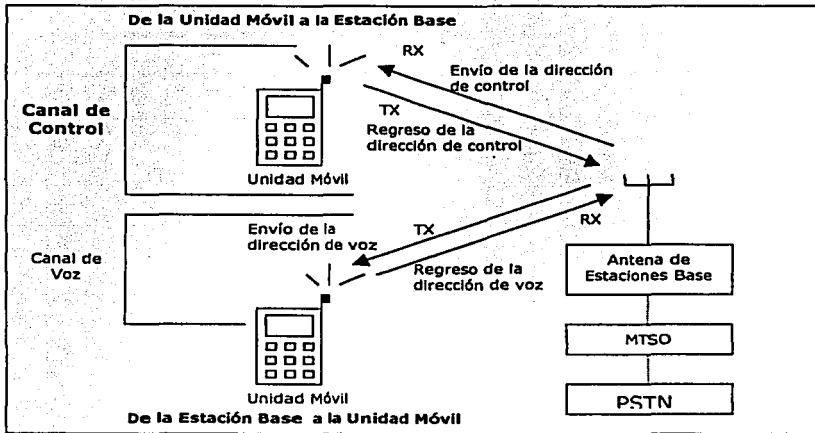 De la Unidad Móvil a la Estación Base
RX
Envío de la dirección
de control
Canal de
Control
TX
Regreso de la
dirección de control
Unidad Móvil
Envío de la
dirección de voz
TX
RX
Canal de
Voz
Regreso de la
dirección de voz
Antena de
Estaciones Base
MTSO
Unidad Móvil
PSTN
De la Estación Base a la Unidad Móvil